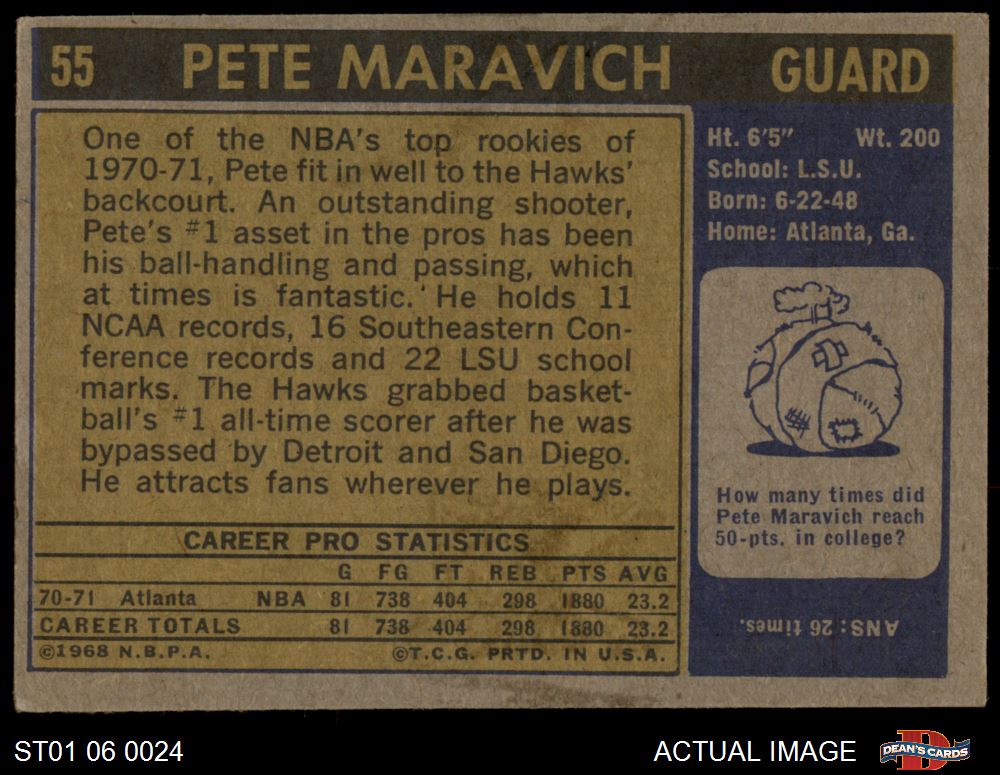 55 PETE MARAVICH GUARD
One of the NBA's top rookies of
1970-71, Pete fit in well to the Hawks'
backcourt. An outstanding shooter,
Pete's #1 asset in the pros has been
his ball-handling and passing, which
at times is fantastic. He holds 11
NCAA records, 16 Southeastern Con-
ference records and 22 LSU school
marks. The Hawks grabbed basket-
ball's #1 all-time scorer after he was
bypassed by Detroit and San Diego.
He attracts fans wherever he plays.
CAREER PRO STATISTICS
G FG FT REB PTS AVG
70-71 Atlanta NBA 81 738 404 298 1880 23.2
CAREER TOTALS 81 738 404 298 1880 23.2
©1968 N.B.P.A. ©T.C.G. PRTD. IN U.S.A.
Ht. 6'5" Wt. 200
School: L.S.U.
Born: 6-22-48
Home: Atlanta, Ga.
How many times did
Pete Maravich reach
50-pts. in college?
ANS: 26 times.
ST01 06 0024 ACTUAL IMAGE
D
DEAN'S CARDS